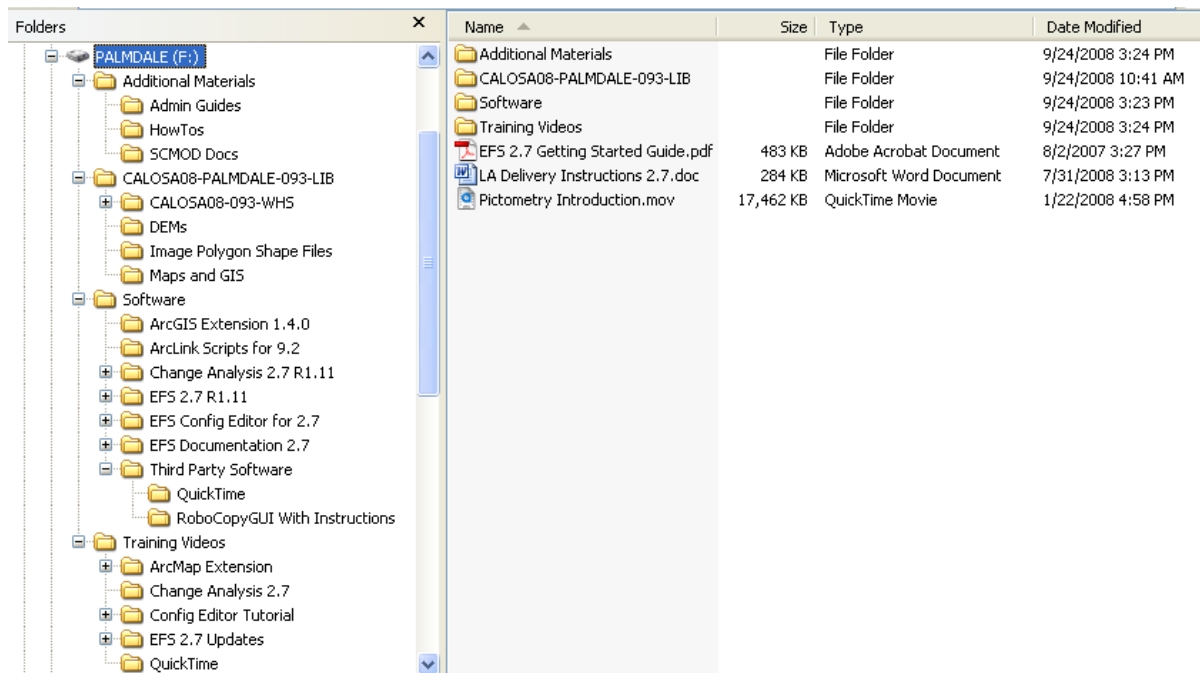 Folders
PALMDALE (F:)
Additional Materials
Admin Guides
HowTos
SCMOD Docs
CALOSA08-PALMDALE-093-LIB
CALOSA08-093-WHS
DEMs
Image Polygon Shape Files
Maps and GIS
Software
ArcGIS Extension 1.4.0
ArcLink Scripts for 9.2
Change Analysis 2.7 R1.11
EFS 2.7 R1.11
EFS Config Editor for 2.7
EFS Documentation 2.7
Third Party Software
QuickTime
RoboCopyGUI With Instructions
Training Videos
ArcMap Extension
Change Analysis 2.7
Config Editor Tutorial
EFS 2.7 Updates
QuickTime
Name Size Type Date Modified
Additional Materials File Folder 9/24/2008 3:24 PM
CALOSA08-PALMDALE-093-LIB File Folder 9/24/2008 10:41 AM
Software File Folder 9/24/2008 3:23 PM
Training Videos File Folder 9/24/2008 3:24 PM
EFS 2.7 Getting Started Guide.pdf 483 KB Adobe Acrobat Document 8/2/2007 3:27 PM
LA Delivery Instructions 2.7.doc 284 KB Microsoft Word Document 7/31/2008 3:13 PM
Pictometry Introduction.mov 17,462 KB QuickTime Movie 1/22/2008 4:58 PM